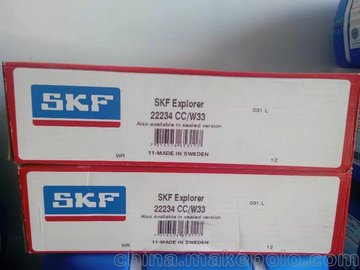 SKF
SKF Explorer
22234 CC/W33
Also available in sealed version
031 L
WR
11-MADE IN SWEDEN
12
SKF
SKF Explorer
22234 CC/W33
Also available in sealed version
031 L
WR
11-MADE IN SWEDEN
12
china.makepolo.com